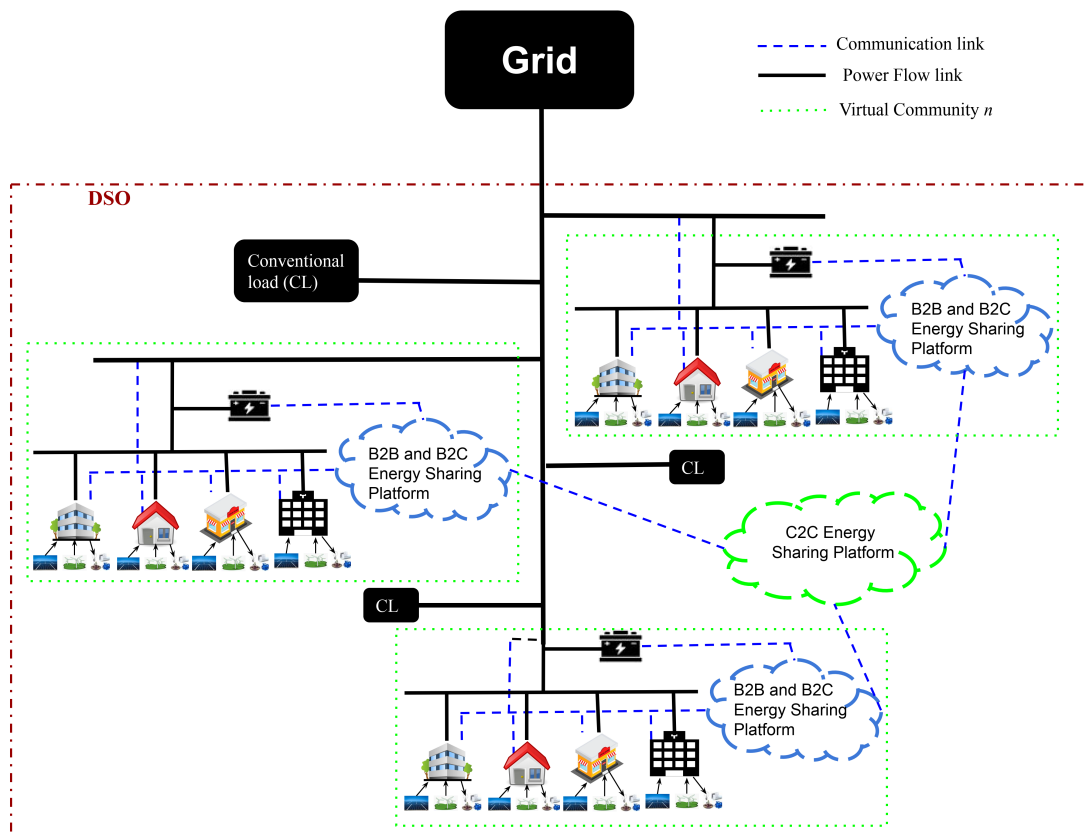 Grid
Communication link
Power Flow link
Virtual Community n
DSO
Conventional
load (CL)
B2B and B2C
Energy Sharing
Platform
B2B and B2C
Energy Sharing
Platform
CL
C2C Energy
Sharing Platform
CL
B2B and B2C
Energy Sharing
Platform